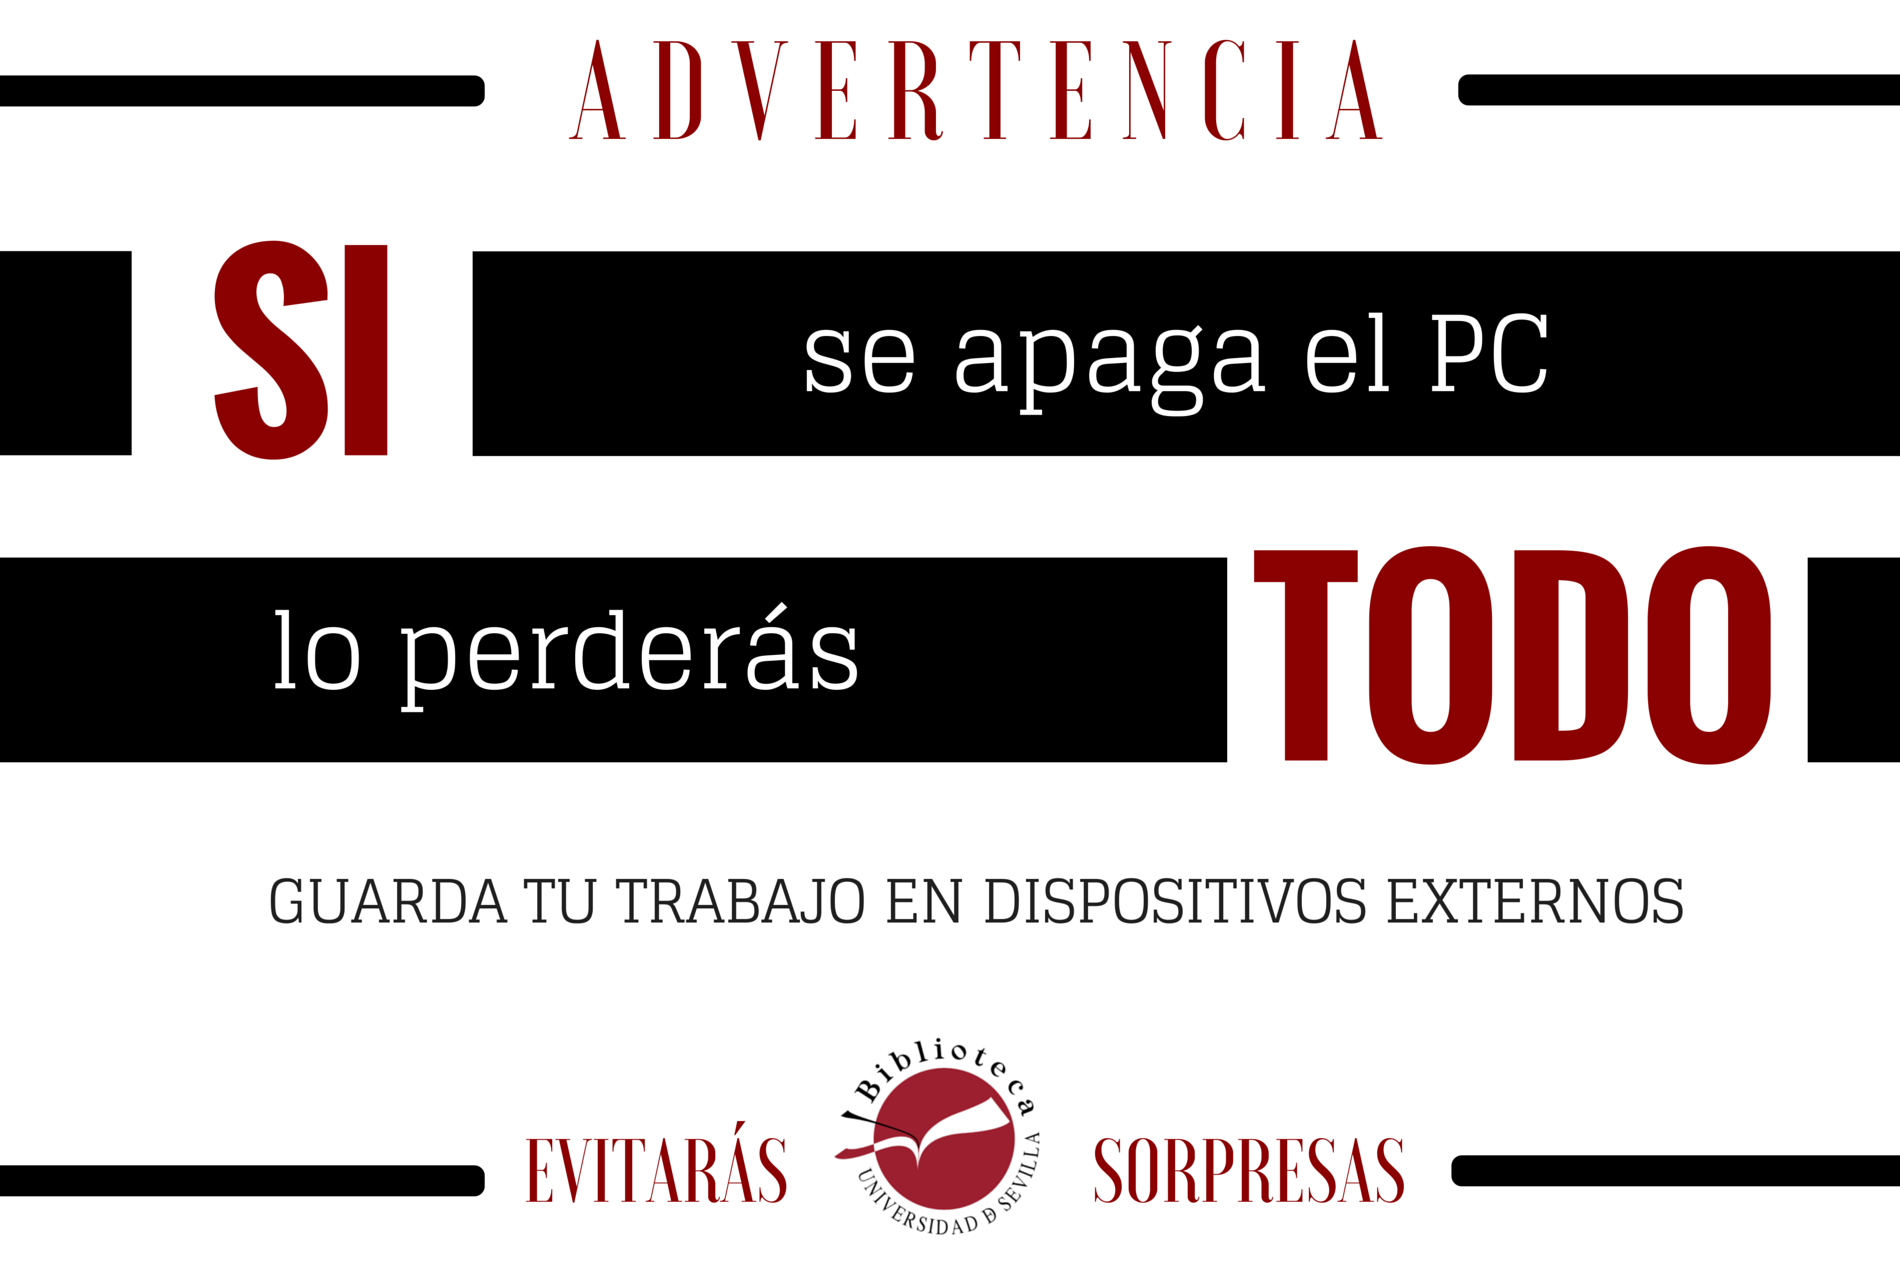 ADVERTENCIA
SI se apaga el PC
lo perderás TODO
GUARDA TU TRABAJO EN DISPOSITIVOS EXTERNOS
Biblioteca
EVITARÁS SORPRESAS
UNIVERSIDAD DE SEVILLA